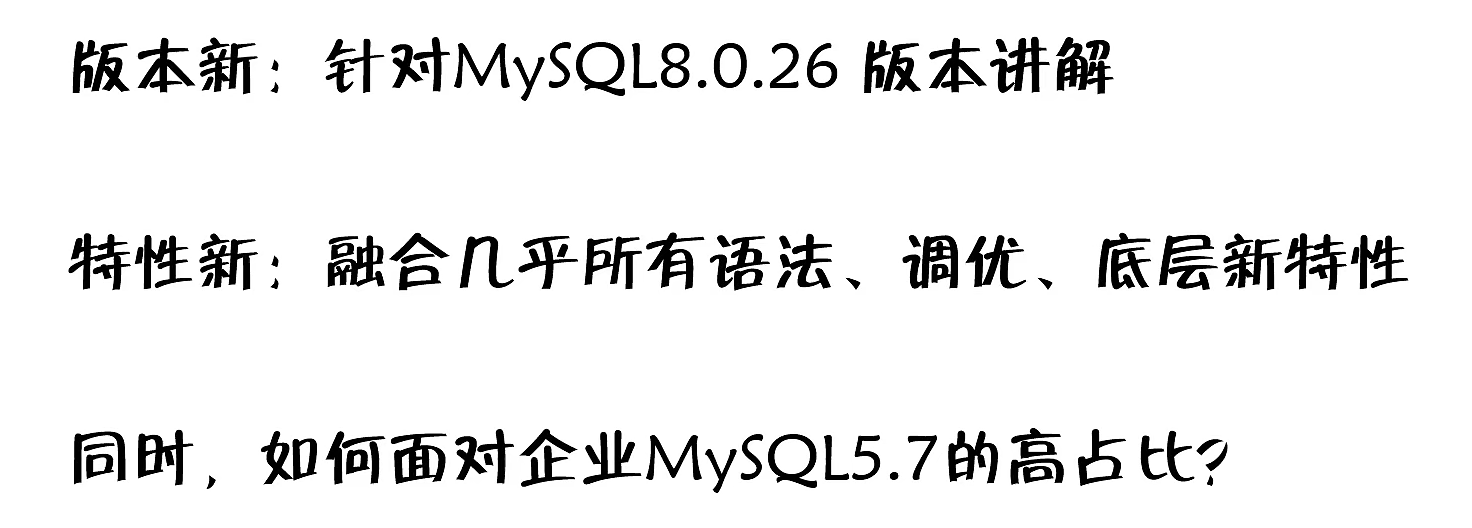 版本新：针对MySQL8.0.26 版本讲解
特性新：融合几乎所有语法、调优、底层新特性
同时，如何面对企业MySQL5.7的高占比?